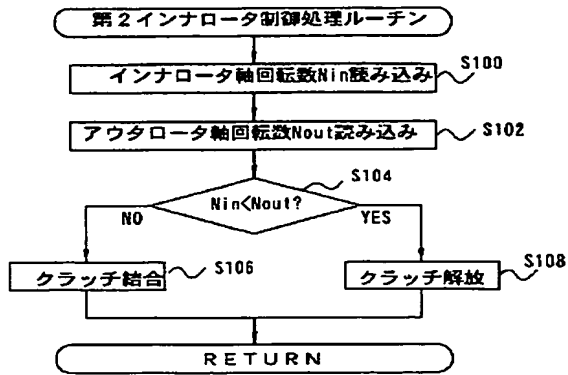 第２インナロータ制御処理ルーチン
インナロータ軸回転数Nin読み込み
S100
アウタロータ軸回転数Nout読み込み
S102
S104
Nin<Nout?
NO
YES
クラッチ結合
S106
クラッチ解放
S108
RETURN